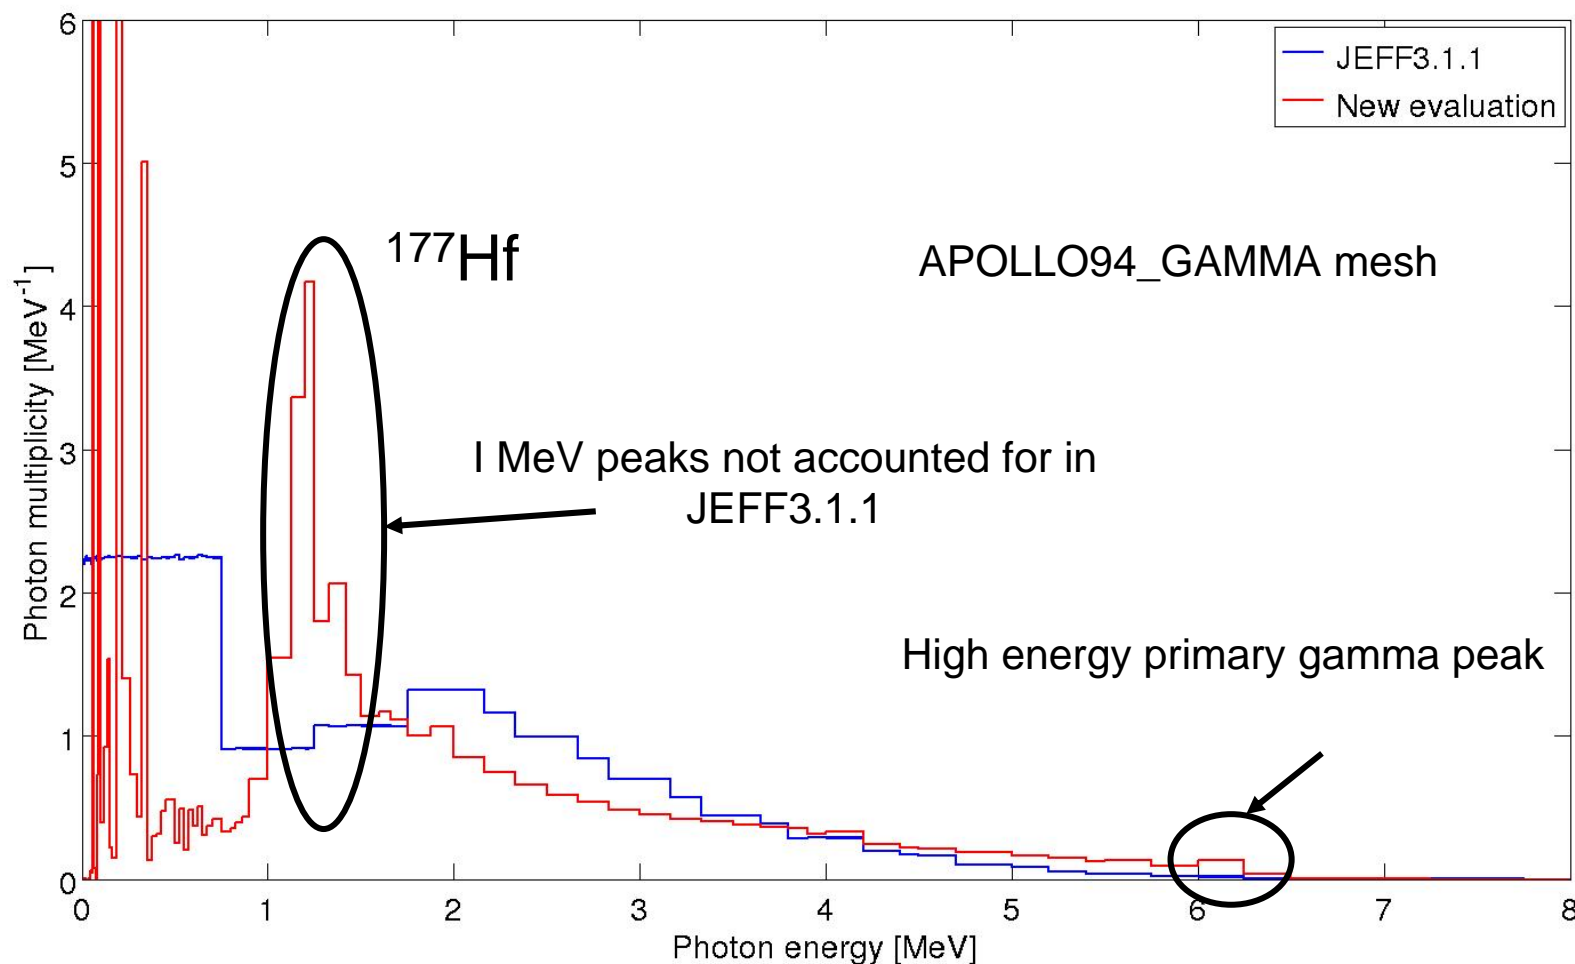 JEFF3.1.1
New evaluation
177Hf
APOLLO94_GAMMA mesh
I MeV peaks not accounted for in
JEFF3.1.1
High energy primary gamma peak
Photon multiplicity [MeV-1]
6
5
4
3
2
1
0
0 1 2 3 4 5 6 7 8
Photon energy [MeV]